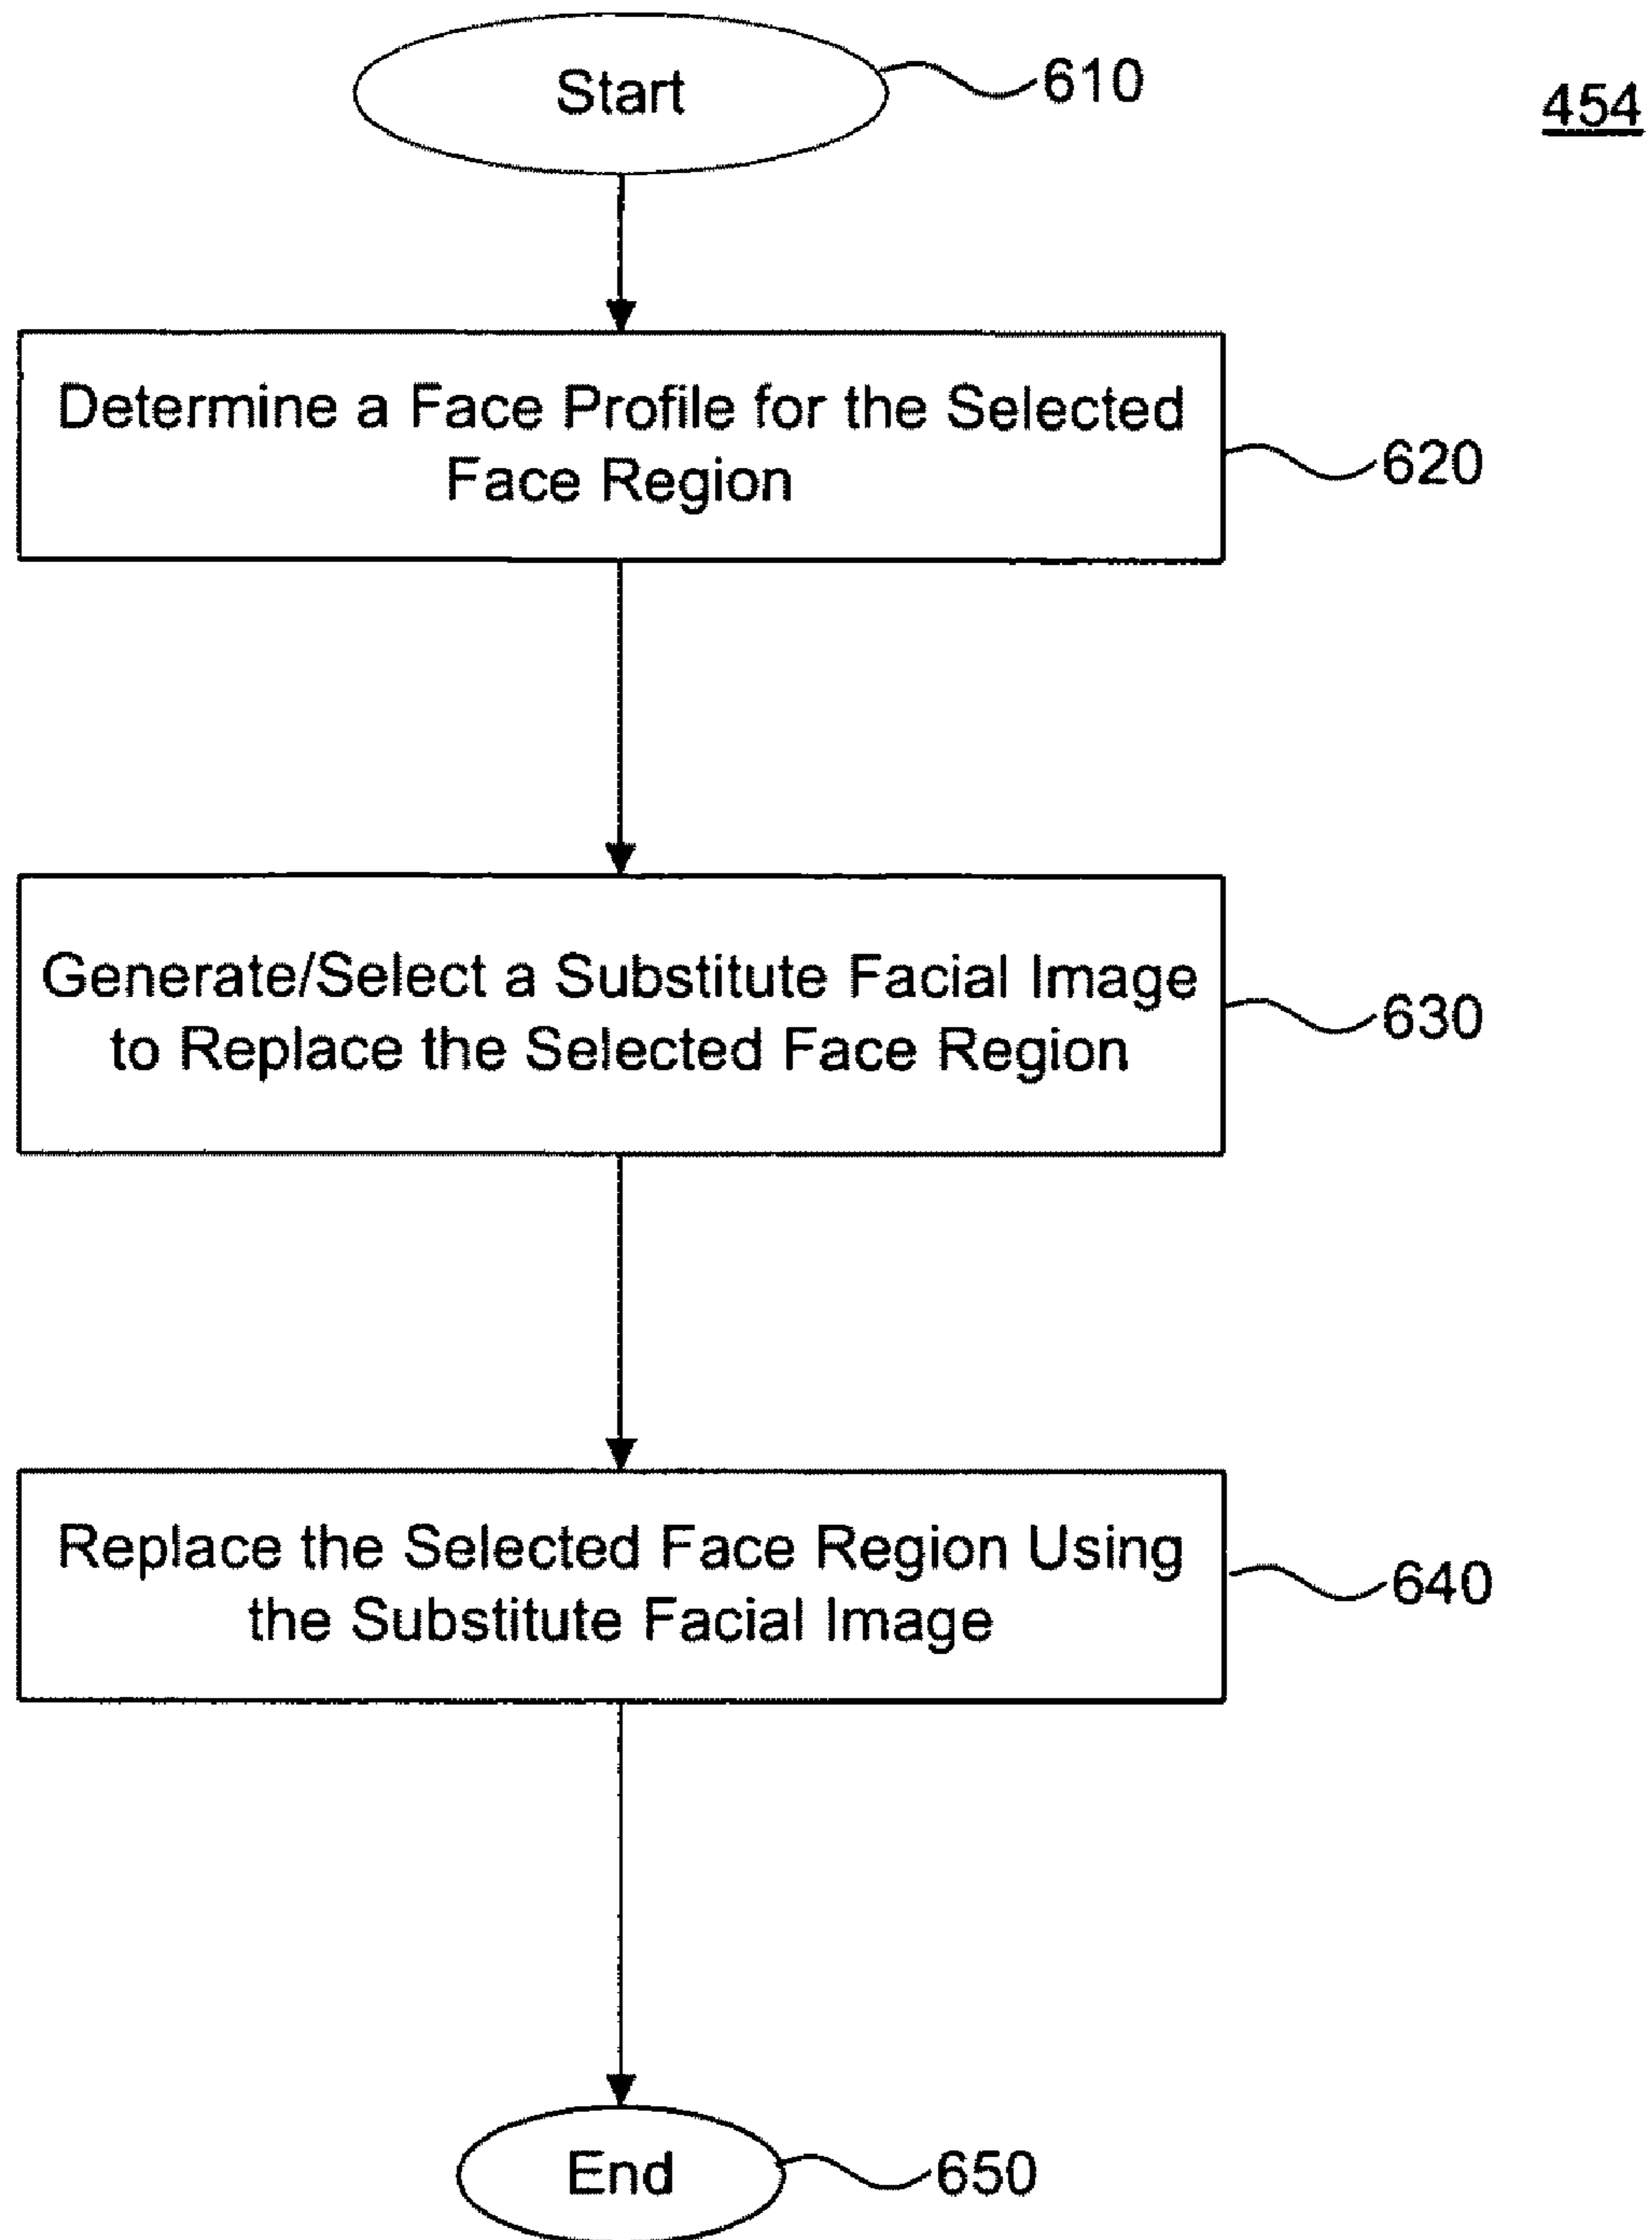 Start
610
454
Determine a Face Profile for the Selected
Face Region
620
Generate/Select a Substitute Facial Image
to Replace the Selected Face Region
630
Replace the Selected Face Region Using
the Substitute Facial Image
640
End
650